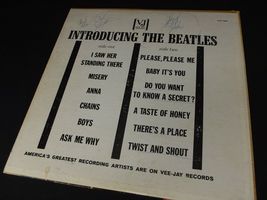 INTRODUCING THE BEATLES
side one
I SAW HER
STANDING THERE
MISERY
ANNA
CHAINS
BOYS
ASK ME WHY
side two
PLEASE, PLEASE ME
BABY IT'S YOU
DO YOU WANT
TO KNOW A SECRET?
A TASTE OF HONEY
THERE'S A PLACE
TWIST AND SHOUT
AMERICA'S GREATEST RECORDING ARTISTS ARE ON VEE-JAY RECORDS